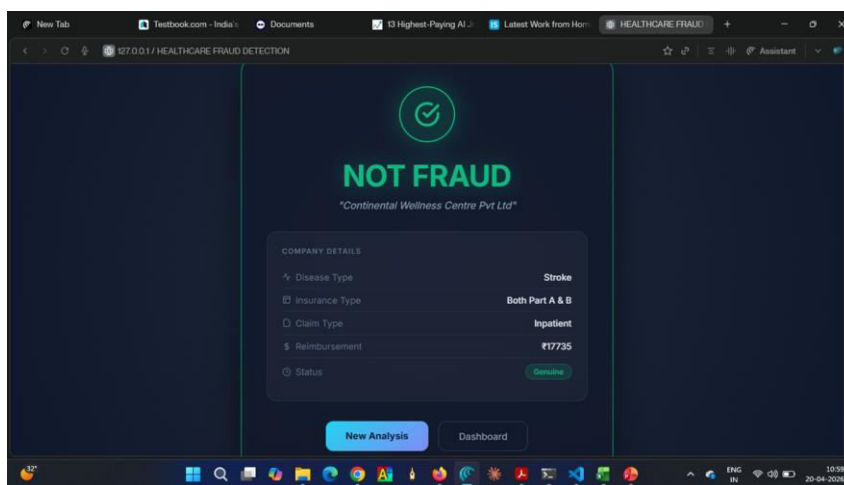 New Tab
Testbook.com - India's
Documents
13 Highest-Paying AI J
Latest Work from Hom
HEALTHCARE FRAUD
127.0.0.1 / HEALTHCARE FRAUD DETECTION
Assistant
NOT FRAUD
"Continental Wellness Centre Pvt Ltd"
COMPANY DETAILS
Disease Type Stroke
Insurance Type Both Part A & B
Claim Type Inpatient
$ Reimbursement ₹17735
Status Genuine
New Analysis
Dashboard
32°
ENG
IN
10:59
20-04-2026